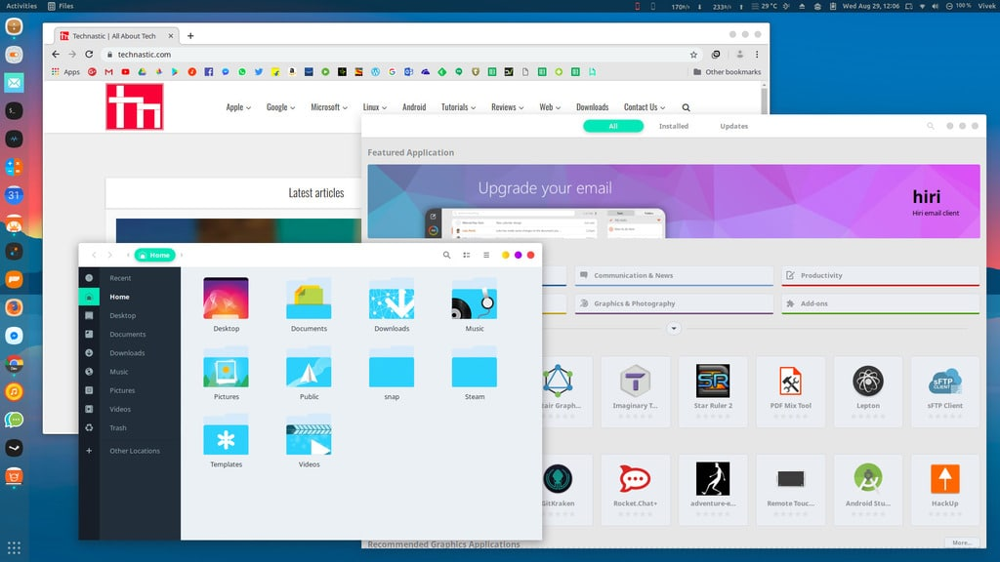 Activities Files 29 °C Wed Aug 29, 12:06 100 % Vivek
Technastic | All About Tech
technastic.com
Apps Other bookmarks
Apple Google Microsoft Linux Android Tutorials Reviews Web Downloads Contact Us
Latest articles
All Installed Updates
Featured Application
Upgrade your email
hiri
Hiri email client
Communication & News Productivity
Graphics & Photography Add-ons
Imaginary T... Star Ruler 2 PDF Mix Tool Lepton sFTP Client
GitKraken Rocket.Chat+ adventure-e... Remote Touc... Android Stu... HackUp
Recommended Graphics Applications More...
Home
Recent
Home
Desktop
Documents
Downloads
Music
Pictures
Videos
Trash
Other Locations
Desktop Documents Downloads Music
Pictures Public snap Steam
Templates Videos
31